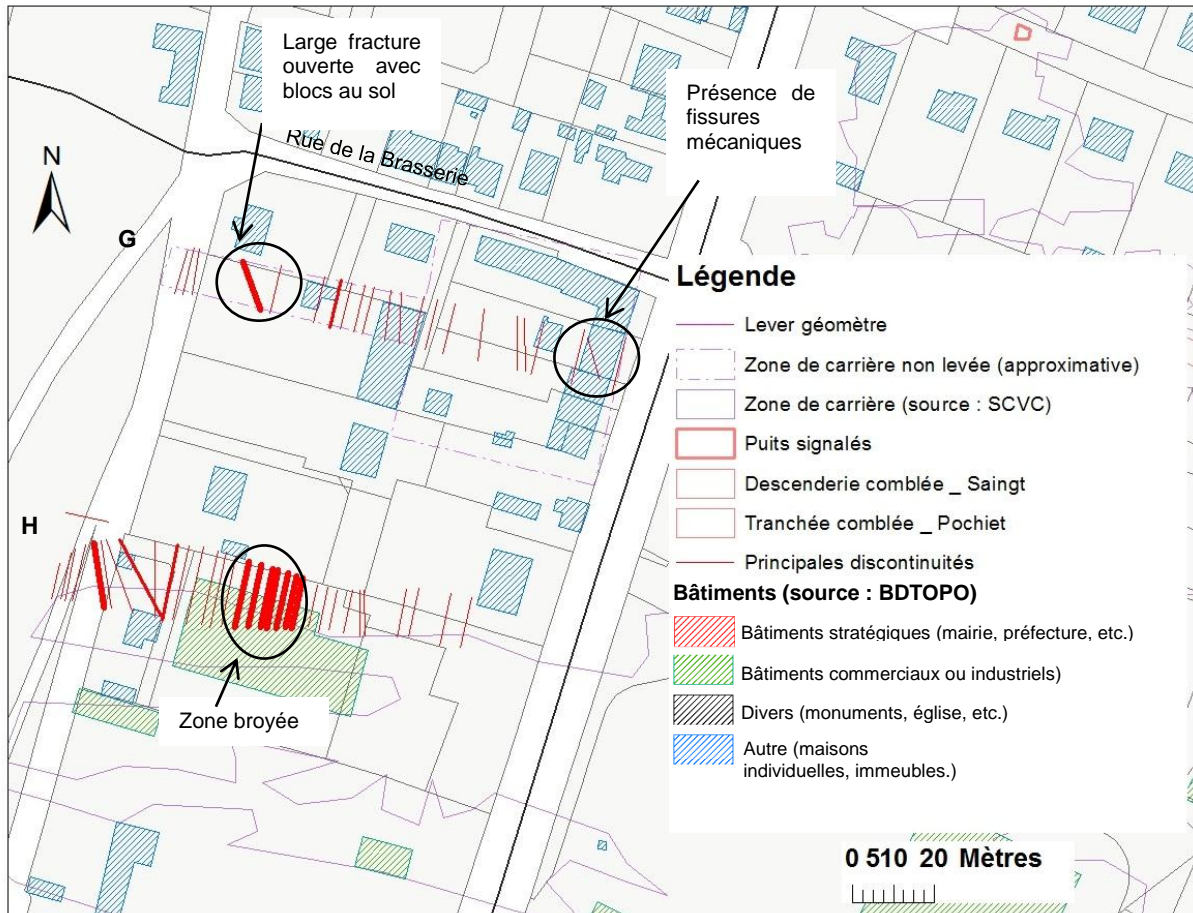 Large fracture
ouverte avec
blocs au sol
Présence de
fissures
mécaniques
Rue de la Brasserie
N
G
H
Zone broyée
Légende
Lever géomètre
Zone de carrière non levée (approximative)
Zone de carrière (source : SCVC)
Puits signalés
Descenderie comblée _ Saingt
Tranchée comblée _ Pochiet
Principales discontinuités
Bâtiments (source : BDTOPO)
Bâtiments stratégiques (mairie, préfecture, etc.)
Bâtiments commerciaux ou industriels)
Divers (monuments, église, etc.)
Autre (maisons
individuelles, immeubles.)
0 510 20 Mètres